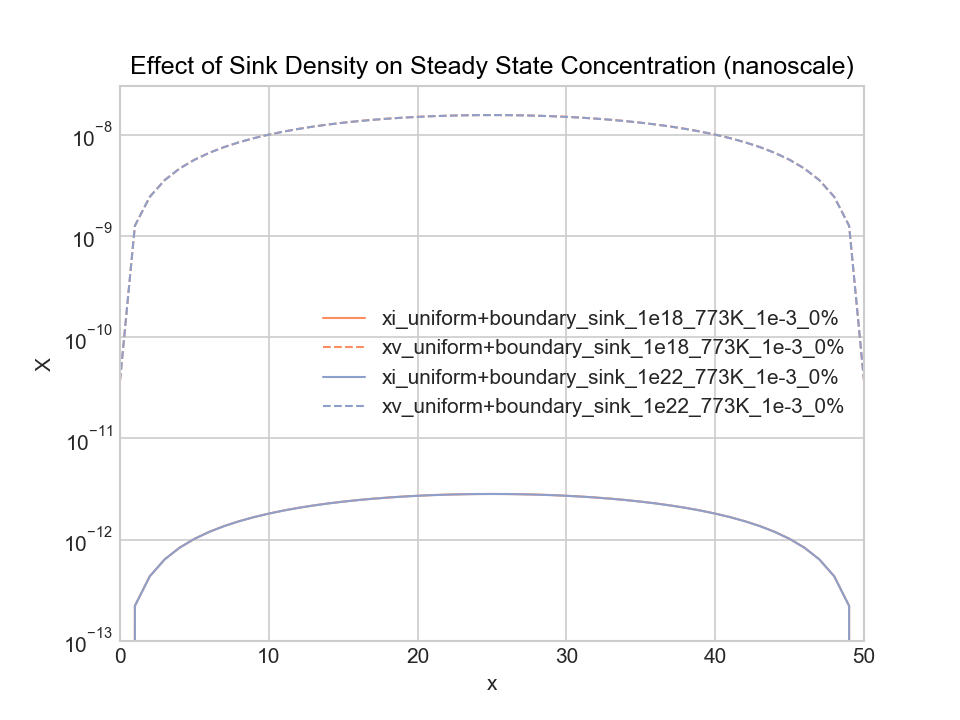 Effect of Sink Density on Steady State Concentration (nanoscale)
10⁻⁸
10⁻⁹
10⁻¹⁰
10⁻¹¹
10⁻¹²
10⁻¹³
X
xi_uniform+boundary_sink_1e18_773K_1e-3_0%
xv_uniform+boundary_sink_1e18_773K_1e-3_0%
xi_uniform+boundary_sink_1e22_773K_1e-3_0%
xv_uniform+boundary_sink_1e22_773K_1e-3_0%
0 10 20 30 40 50
x